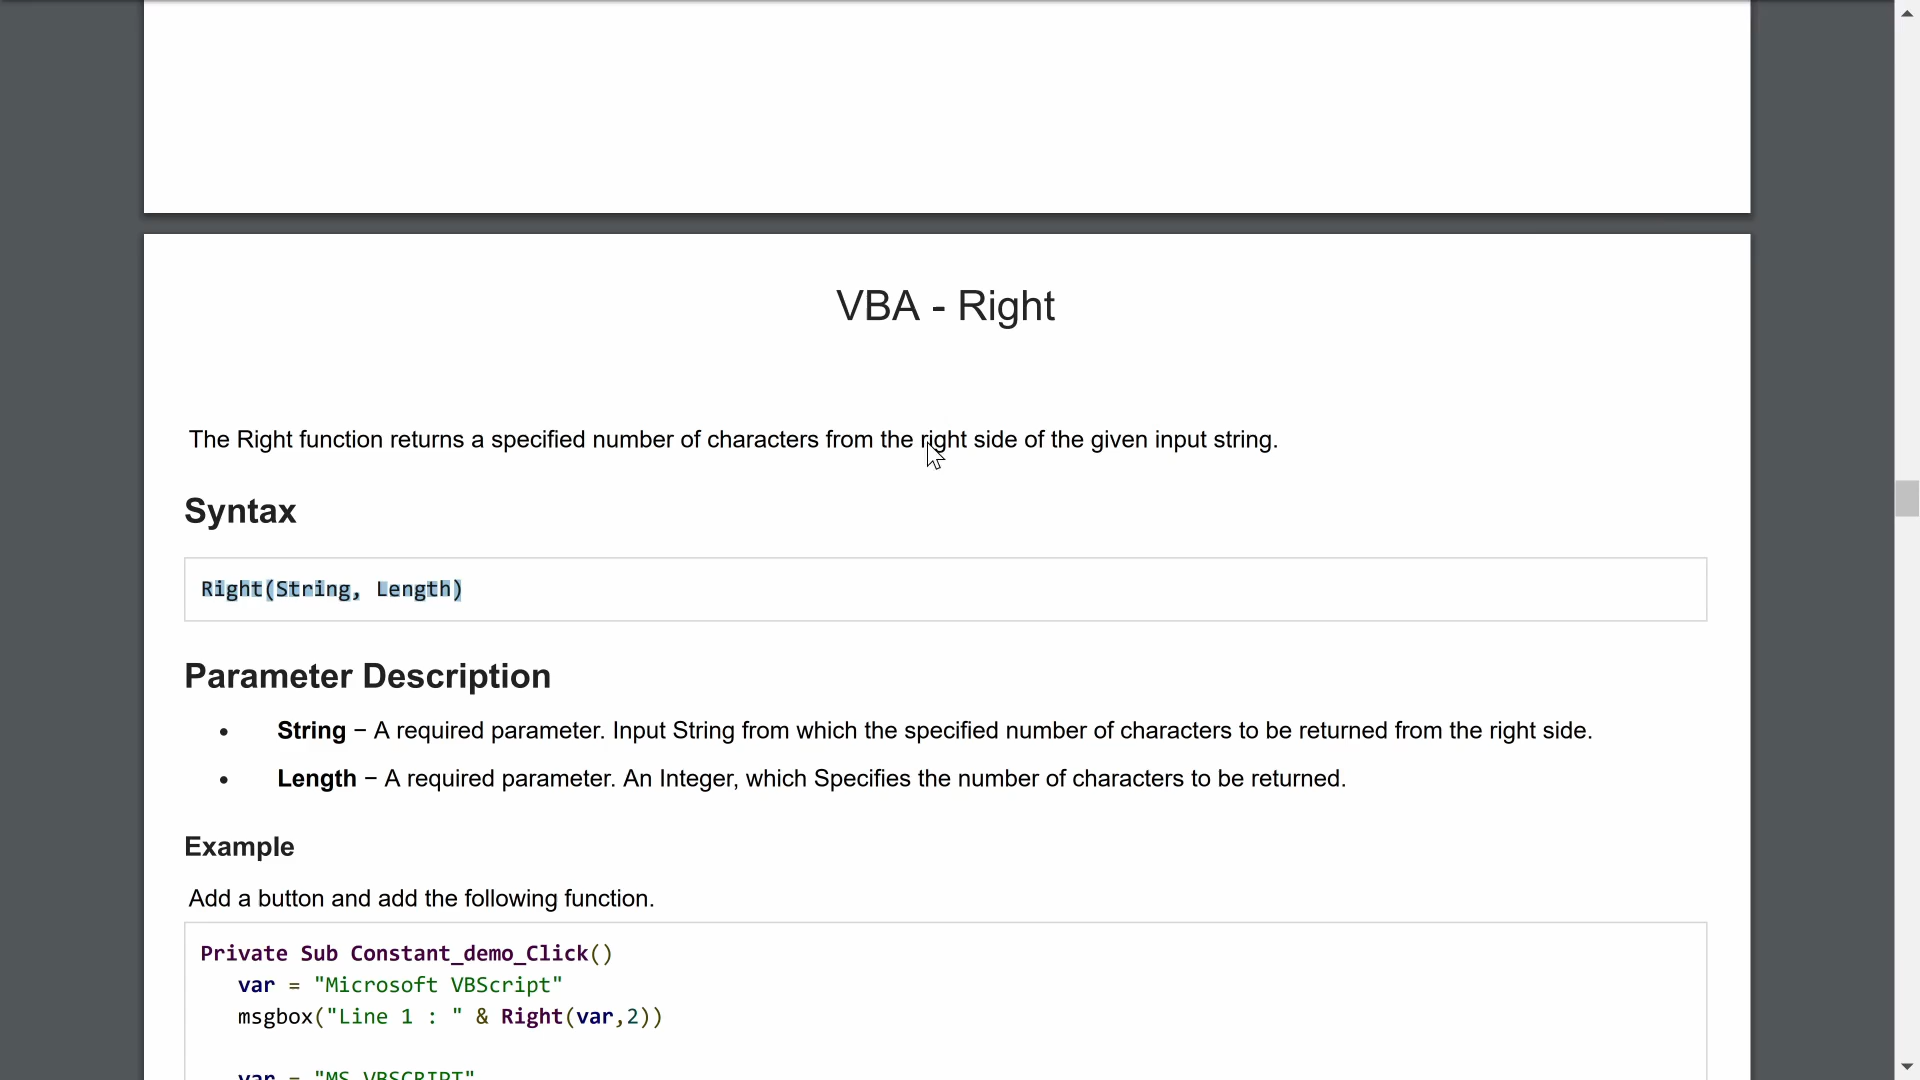 VBA - Right
The Right function returns a specified number of characters from the right side of the given input string.
Syntax
Right(String, Length)
Parameter Description
• String − A required parameter. Input String from which the specified number of characters to be returned from the right side.
• Length − A required parameter. An Integer, which Specifies the number of characters to be returned.
Example
Add a button and add the following function.
Private Sub Constant_demo_Click()
var = "Microsoft VBScript"
msgbox("Line 1 : " & Right(var,2))
var = "MS VBSCRIPT"